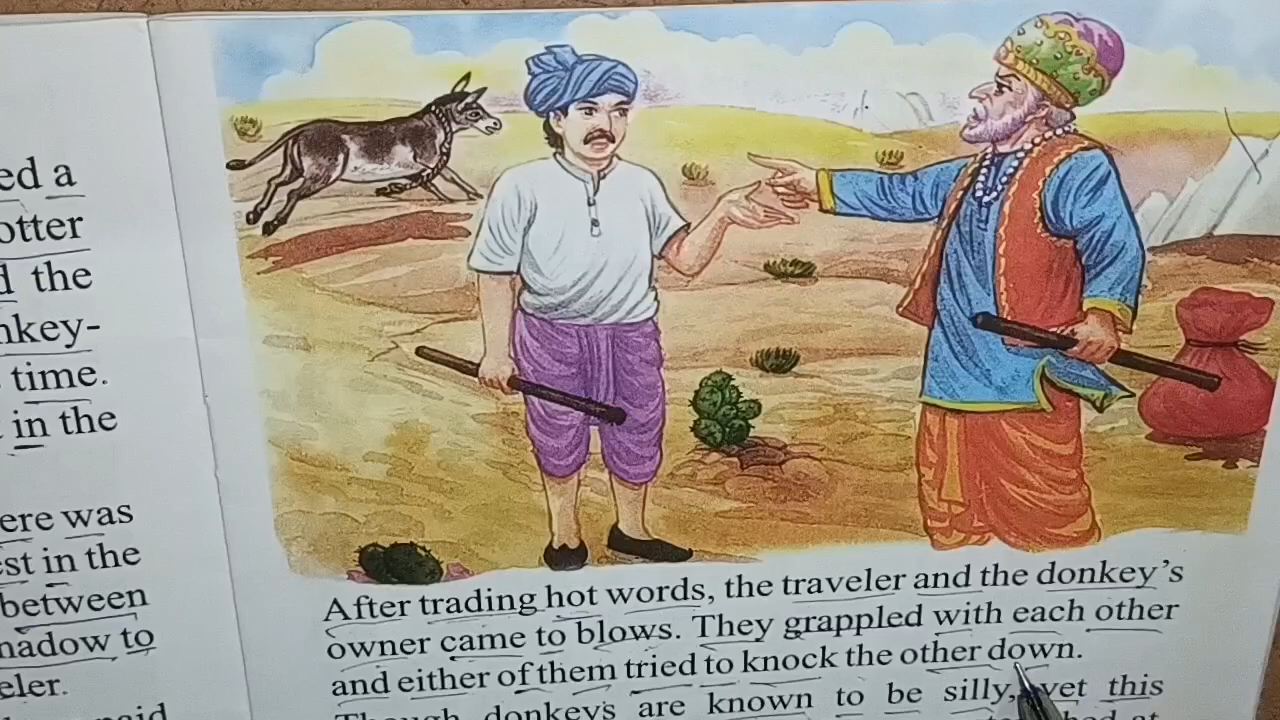 ed a
otter
d the
nkey-
time.
in the
ere was
est in the
between
hadow to
eler.
After trading hot words, the traveler and the donkey's
owner came to blows. They grappled with each other
and either of them tried to knock the other down.
Though donkeys are known to be silly, yet this